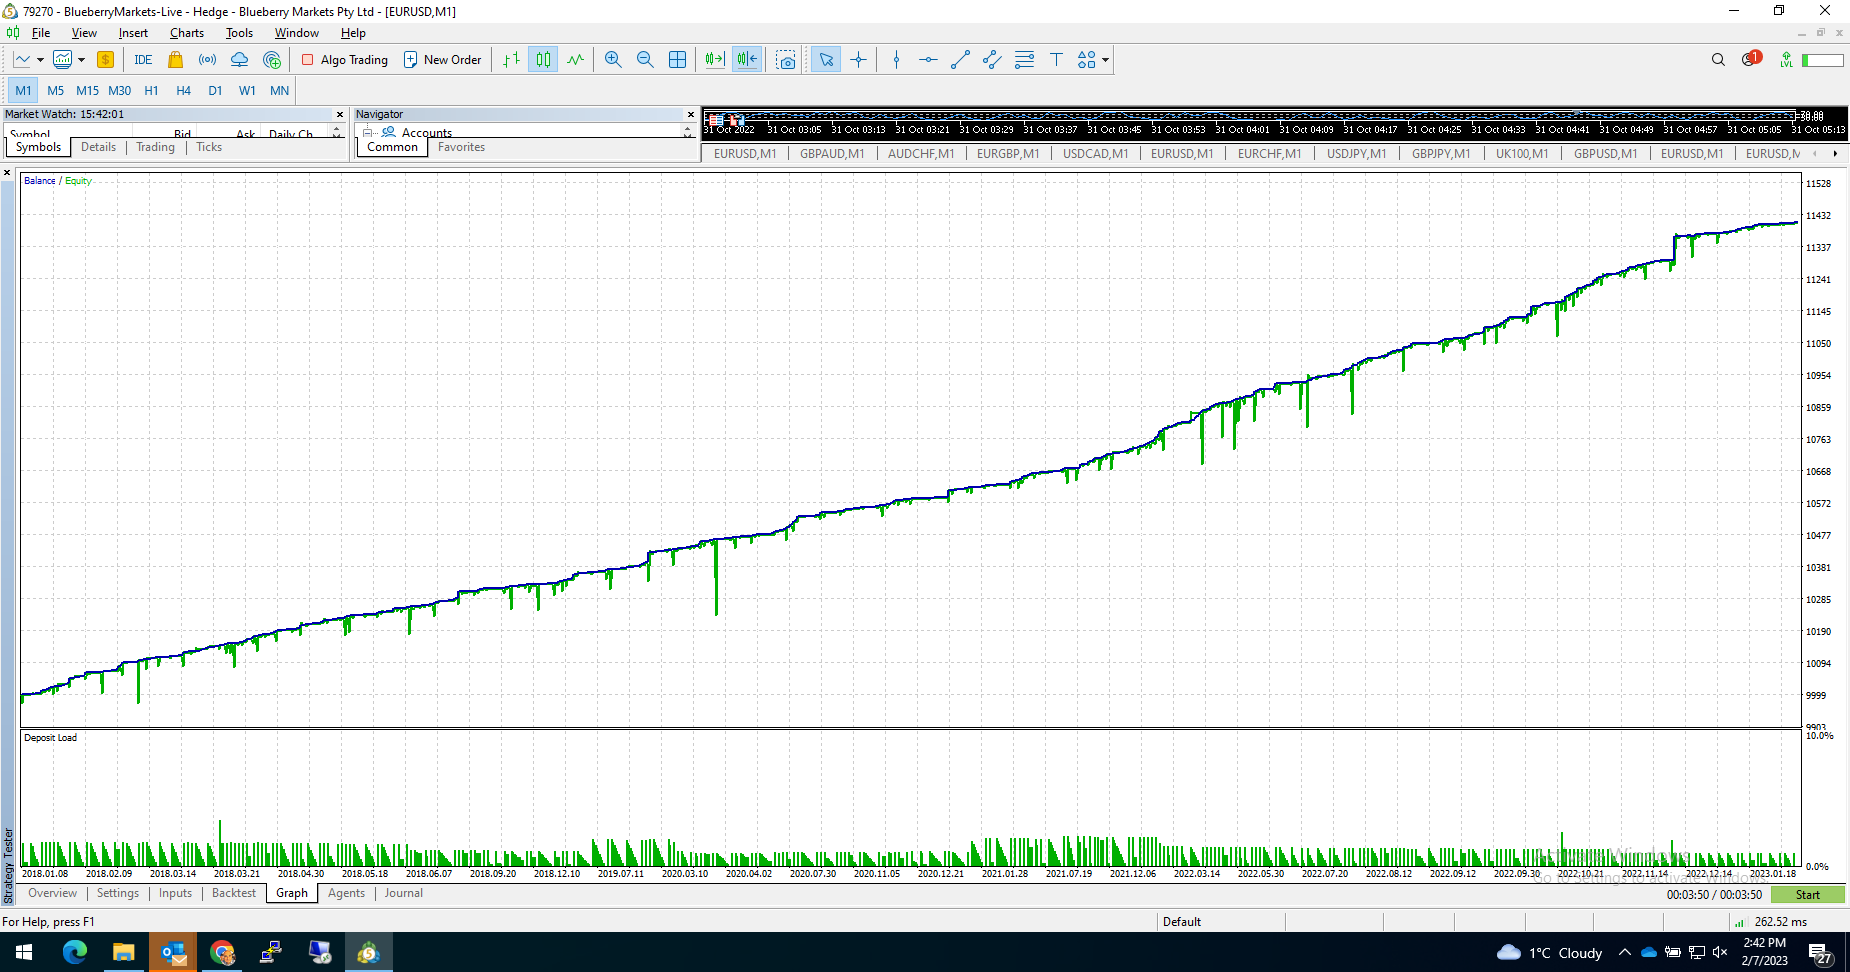 79270 - BlueberryMarkets-Live - Hedge - Blueberry Markets Pty Ltd - [EURUSD,M1]
File View Insert Charts Tools Window Help
IDE Algo Trading New Order 1 LVL
M1 M5 M15 M30 H1 H4 D1 W1 MN
Market Watch: 15:42:01
Symbol Bid Ask Daily Ch...
Symbols Details Trading Ticks
Navigator
Accounts
Common Favorites
31 Oct 2022 31 Oct 03:05 31 Oct 03:13 31 Oct 03:21 31 Oct 03:29 31 Oct 03:37 31 Oct 03:45 31 Oct 03:53 31 Oct 04:01 31 Oct 04:09 31 Oct 04:17 31 Oct 04:25 31 Oct 04:33 31 Oct 04:41 31 Oct 04:49 31 Oct 04:57 31 Oct 05:05 31 Oct 05:13
EURUSD,M1 GBPAUD,M1 AUDCHF,M1 EURGBP,M1 USDCAD,M1 EURUSD,M1 EURCHF,M1 USDJPY,M1 GBPJPY,M1 UK100,M1 GBPUSD,M1 EURUSD,M1 EURUSD,M
Balance / Equity
11528
11432
11337
11241
11145
11050
10954
10859
10763
10668
10572
10477
10381
10285
10190
10094
9999
9903
Deposit Load
10.0%
0.0%
2018.01.08 2018.02.09 2018.03.14 2018.03.21 2018.04.30 2018.05.18 2018.06.07 2018.09.20 2018.12.10 2019.07.11 2020.03.10 2020.04.02 2020.07.30 2020.11.05 2020.12.21 2021.01.28 2021.07.19 2021.12.06 2022.03.14 2022.05.30 2022.07.20 2022.08.12 2022.09.12 2022.09.30 2022.10.21 2022.11.14 2022.12.14 2023.01.18
Activate Windows
Go to Settings to activate Windows.
Strategy Tester
Overview Settings Inputs Backtest Graph Agents Journal
00:03:50 / 00:03:50 Start
For Help, press F1 Default 262.52 ms
1°C Cloudy
2:42 PM
2/7/2023
27